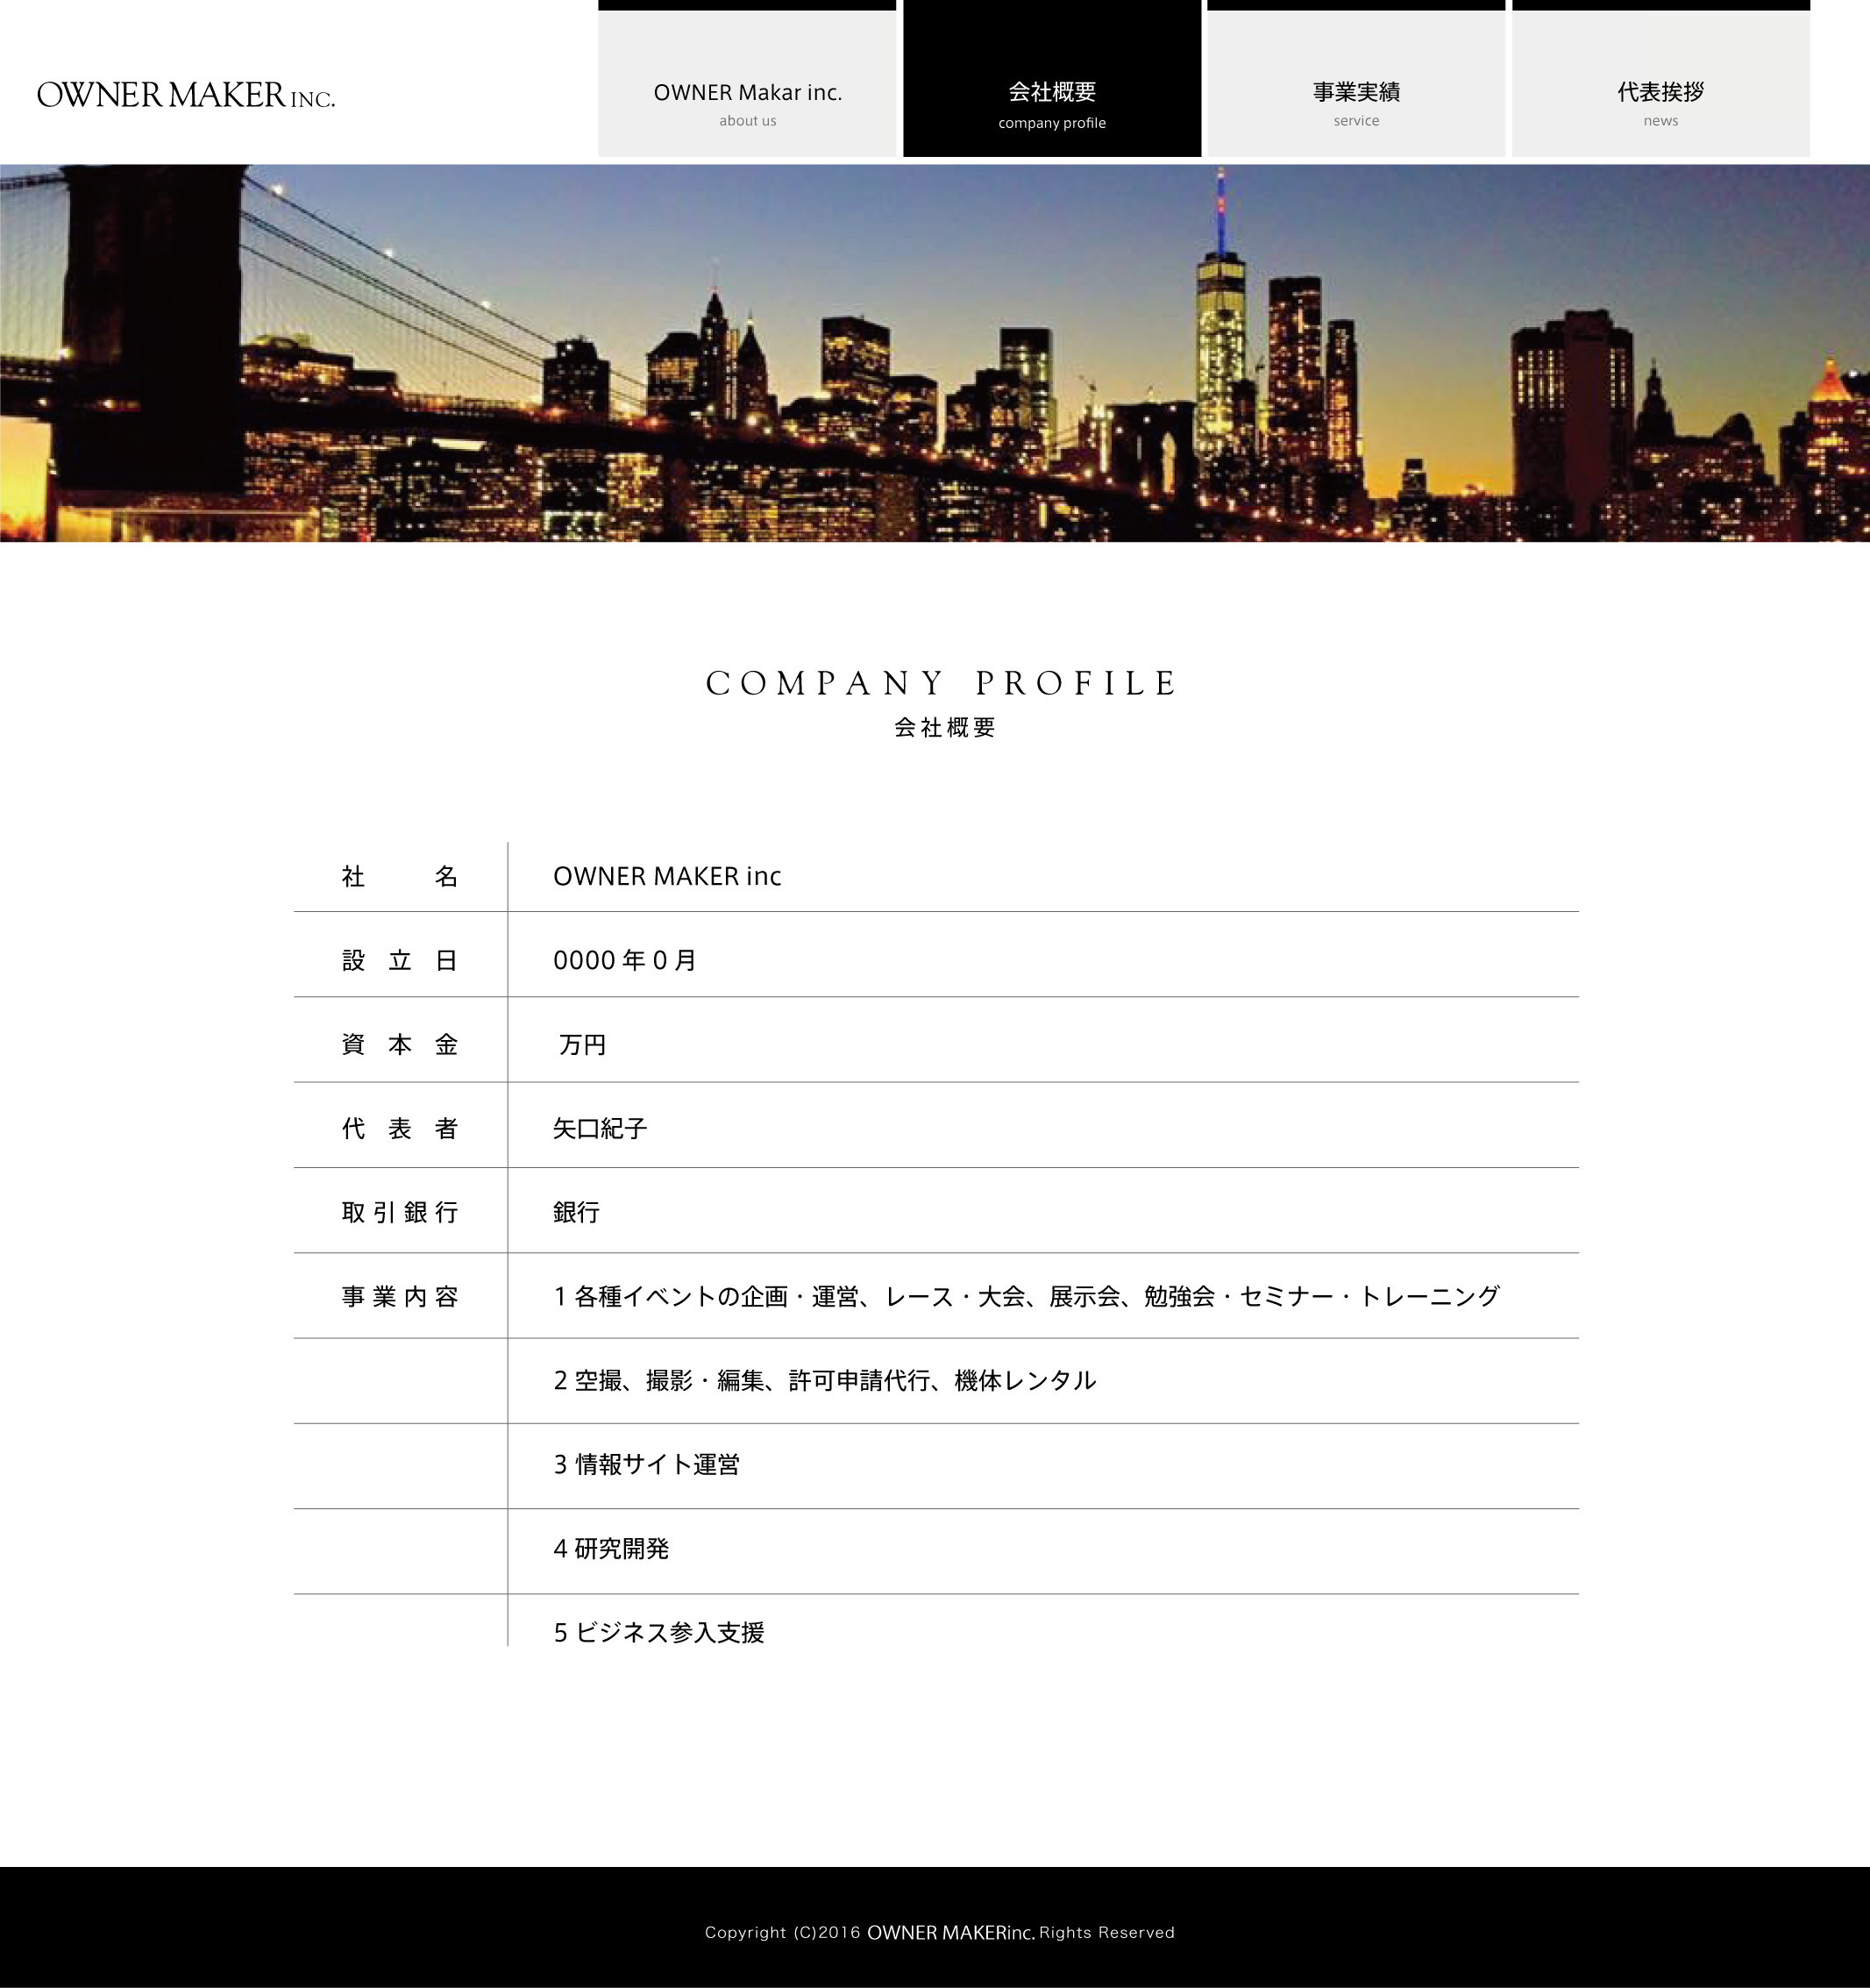 OWNER MAKER INC.
OWNER Makar inc.
about us
会社概要
company profile
事業実績
service
代表挨拶
news
COMPANY PROFILE
会社概要
社名 OWNER MAKER inc
設立日 0000 年 0 月
資本金 万円
代表者 矢口紀子
取引銀行 銀行
事業内容 1 各種イベントの企画・運営、レース・大会、展示会、勉強会・セミナー・トレーニング
2 空撮、撮影・編集、許可申請代行、機体レンタル
3 情報サイト運営
4 研究開発
5 ビジネス参入支援
Copyright (C)2016 OWNER MAKERinc. Rights Reserved